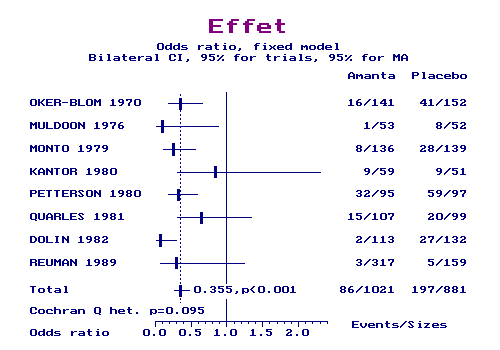 Effet
Odds ratio, fixed model
Bilateral CI, 95% for trials, 95% for MA
Amanta Placebo
OKER-BLOM 1970 16/141 41/152
MULDOON 1976 1/53 8/52
MONTO 1979 8/136 28/139
KANTOR 1980 9/59 9/51
PETTERSON 1980 32/95 59/97
QUARLES 1981 15/107 20/99
DOLIN 1982 2/113 27/132
REUMAN 1989 3/317 5/159
Total 0.355,p<0.001 86/1021 197/881
Cochran Q het. p=0.095
Odds ratio 0.0 0.5 1.0 1.5 2.0 Events/Sizes